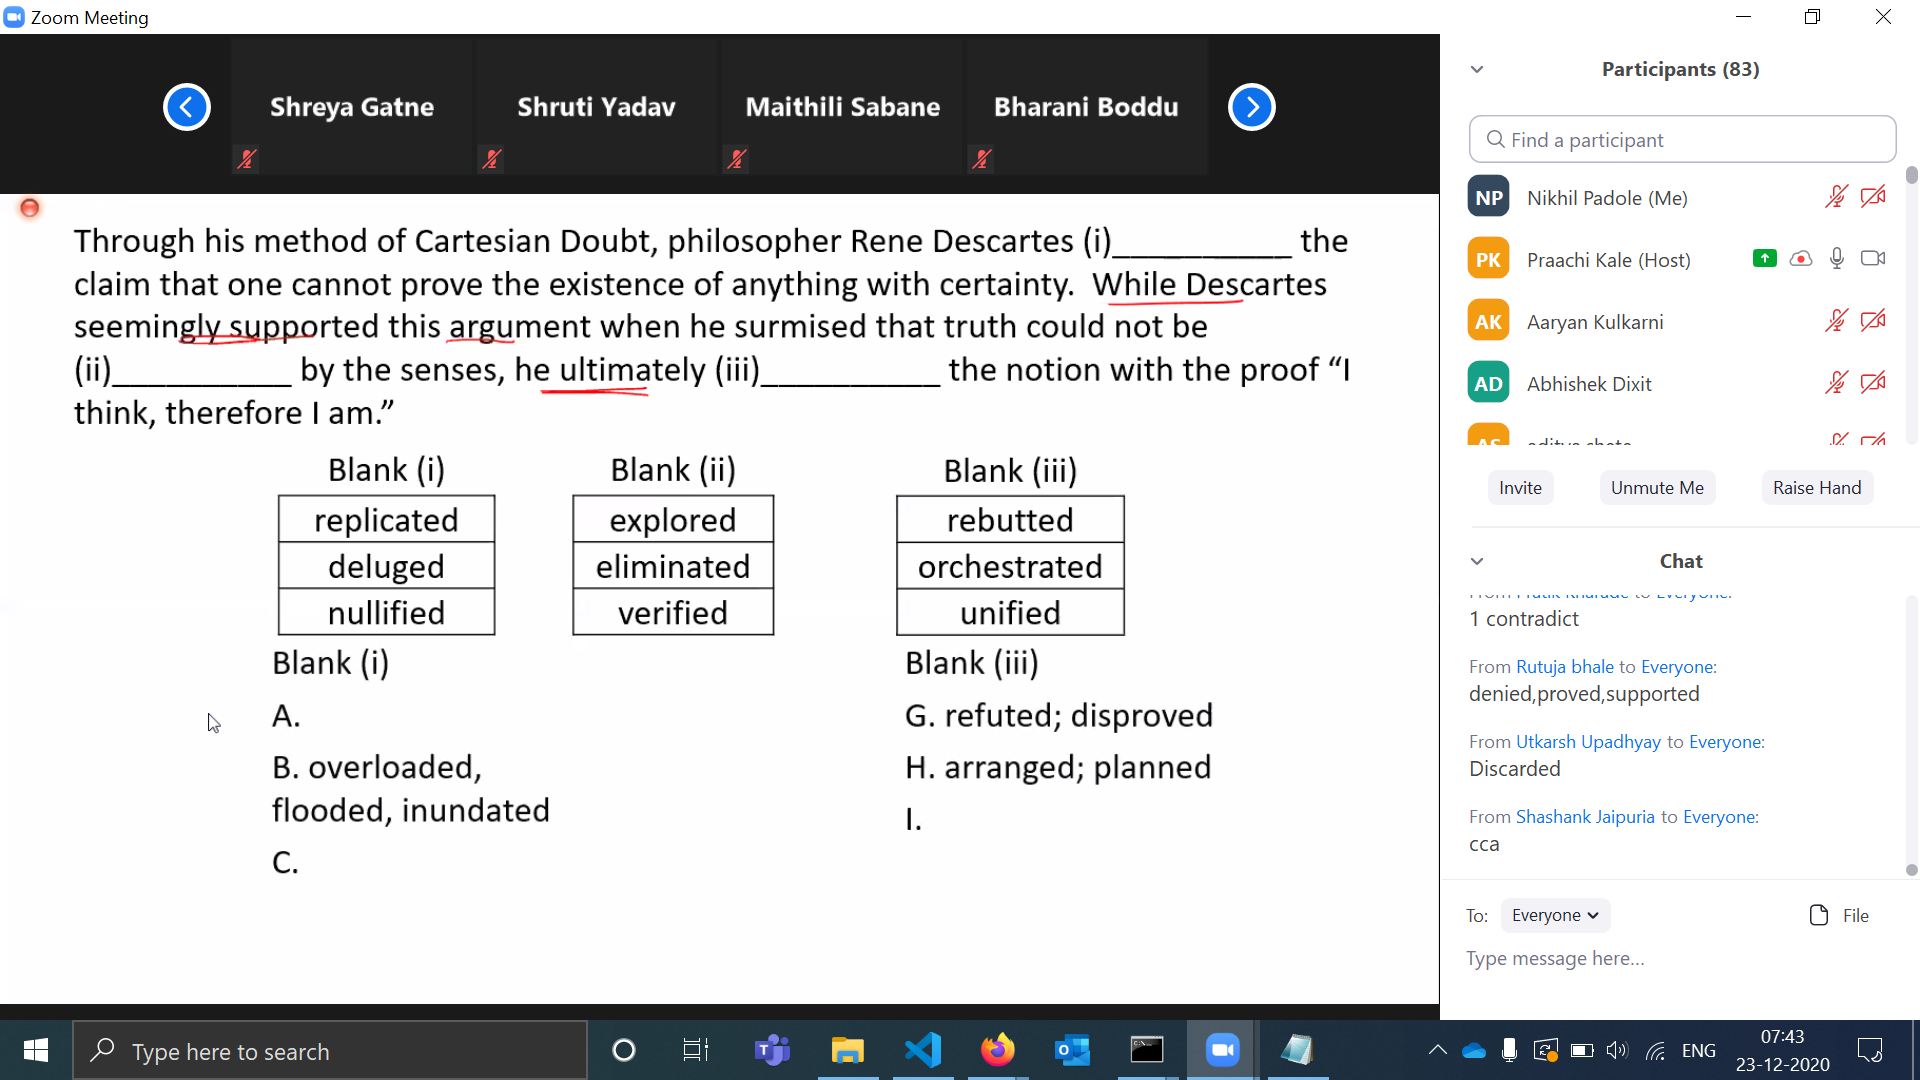 Zoom Meeting
Shreya Gatne
Shruti Yadav
Maithili Sabane
Bharani Boddu
Through his method of Cartesian Doubt, philosopher Rene Descartes (i)__________ the
claim that one cannot prove the existence of anything with certainty. While Descartes
seemingly supported this argument when he surmised that truth could not be
(ii)__________ by the senses, he ultimately (iii)__________ the notion with the proof “I
think, therefore I am.”
Blank (i) Blank (ii) Blank (iii)
replicated explored rebutted
deluged eliminated orchestrated
nullified verified unified
Blank (i) Blank (iii)
A. G. refuted; disproved
B. overloaded, H. arranged; planned
flooded, inundated I.
C.
Participants (83)
Find a participant
NP Nikhil Padole (Me)
PK Praachi Kale (Host)
AK Aaryan Kulkarni
AD Abhishek Dixit
Invite Unmute Me Raise Hand
Chat
1 contradict
From Rutuja bhale to Everyone:
denied,proved,supported
From Utkarsh Upadhyay to Everyone:
Discarded
From Shashank Jaipuria to Everyone:
cca
To: Everyone File
Type message here...
Type here to search
ENG
07:43
23-12-2020